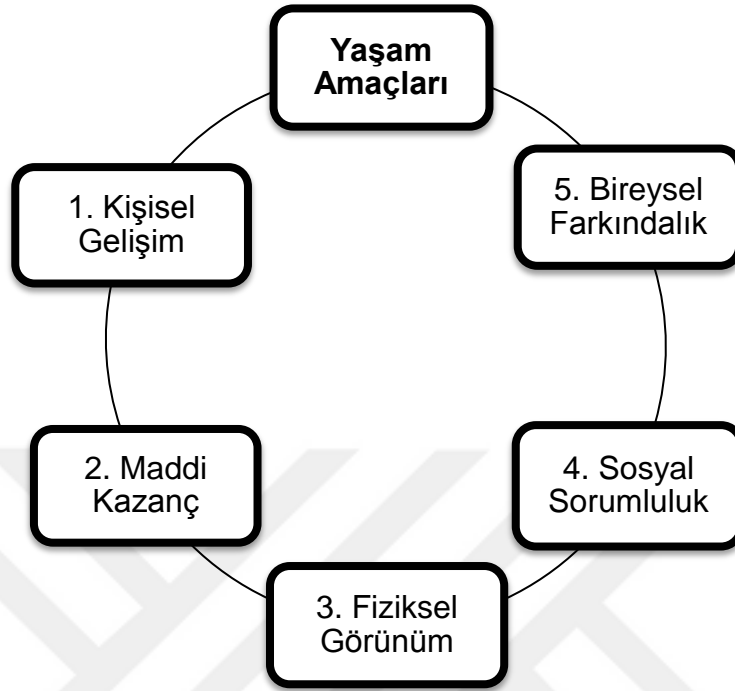 Yaşam
Amaçları
1. Kişisel
Gelişim
2. Maddi
Kazanç
3. Fiziksel
Görünüm
4. Sosyal
Sorumluluk
5. Bireysel
Farkındalık